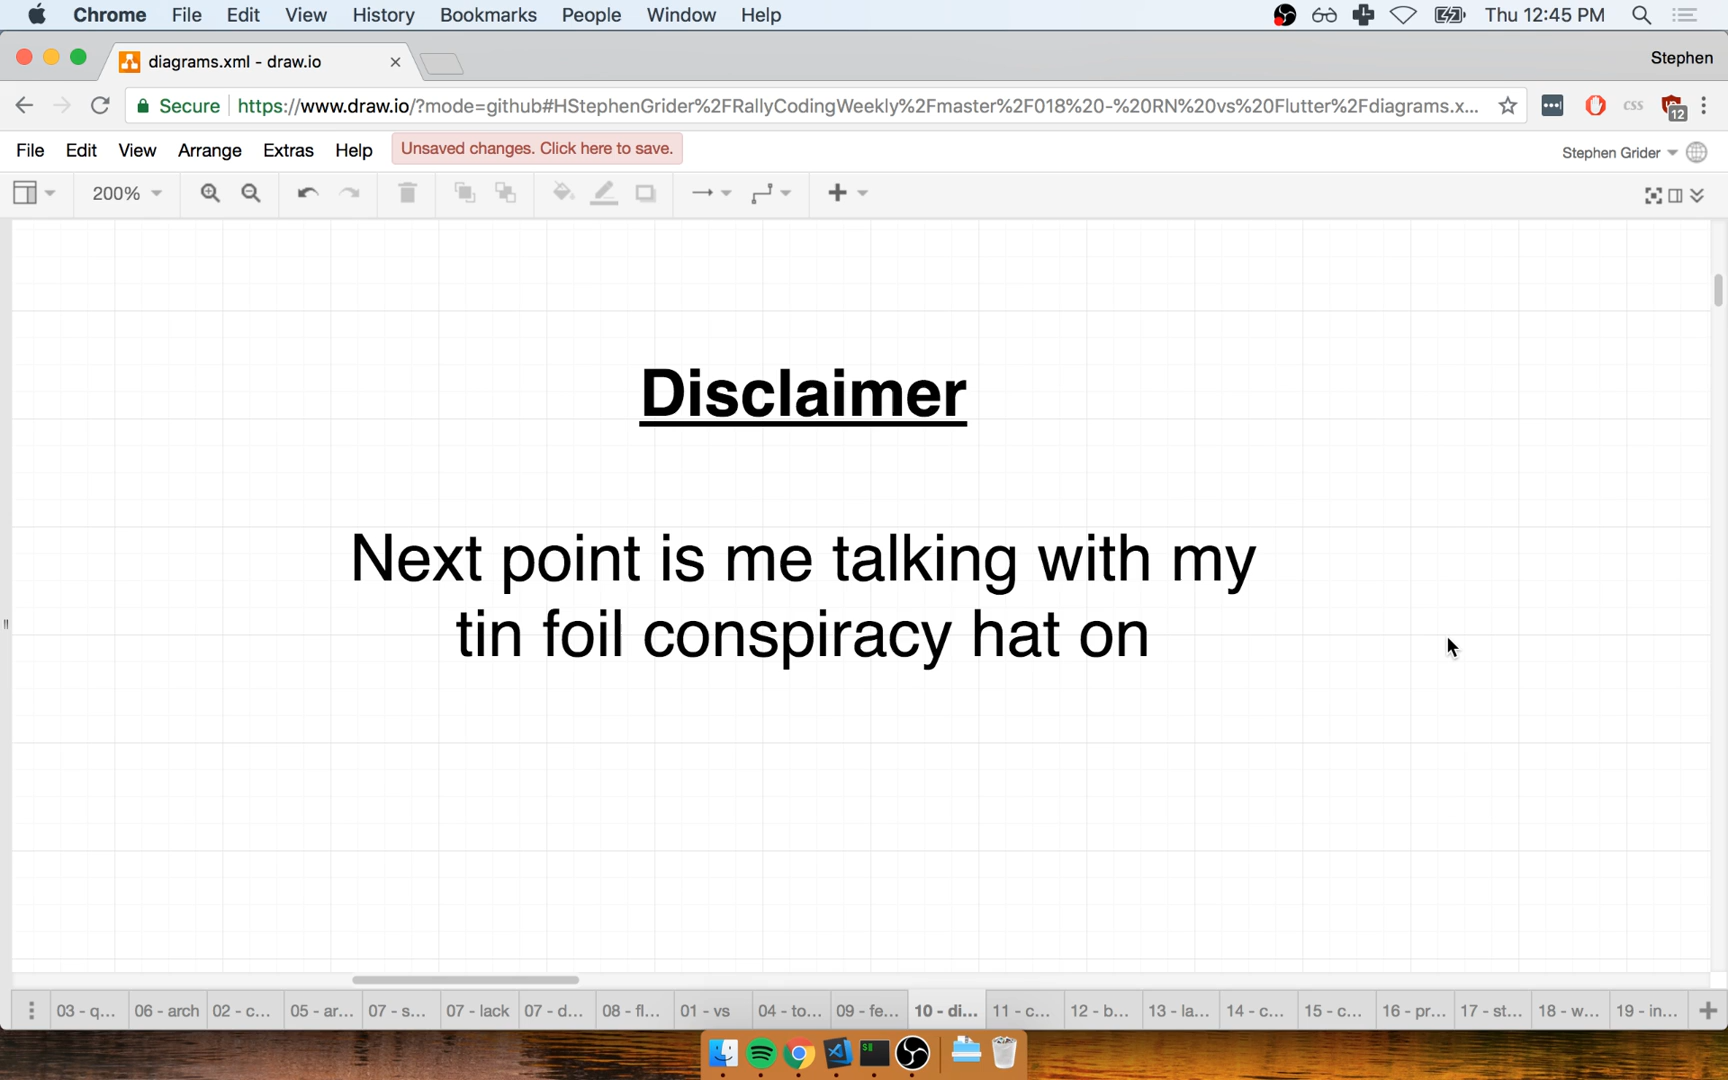 Chrome File Edit View History Bookmarks People Window Help Thu 12:45 PM
diagrams.xml - draw.io Stephen
Secure https://www.draw.io/?mode=github#HStephenGrider%2FRallyCodingWeekly%2Fmaster%2F018%20-%20RN%20vs%20Flutter%2Fdiagrams.x... css 12
File Edit View Arrange Extras Help Unsaved changes. Click here to save. Stephen Grider
200%
Disclaimer
Next point is me talking with my
tin foil conspiracy hat on
03 - q... 06 - arch 02 - c... 05 - ar... 07 - s... 07 - lack 07 - d... 08 - fl... 01 - vs 04 - to... 09 - fe... 10 - di... 11 - c... 12 - b... 13 - la... 14 - c... 15 - c... 16 - pr... 17 - st... 18 - w... 19 - in...